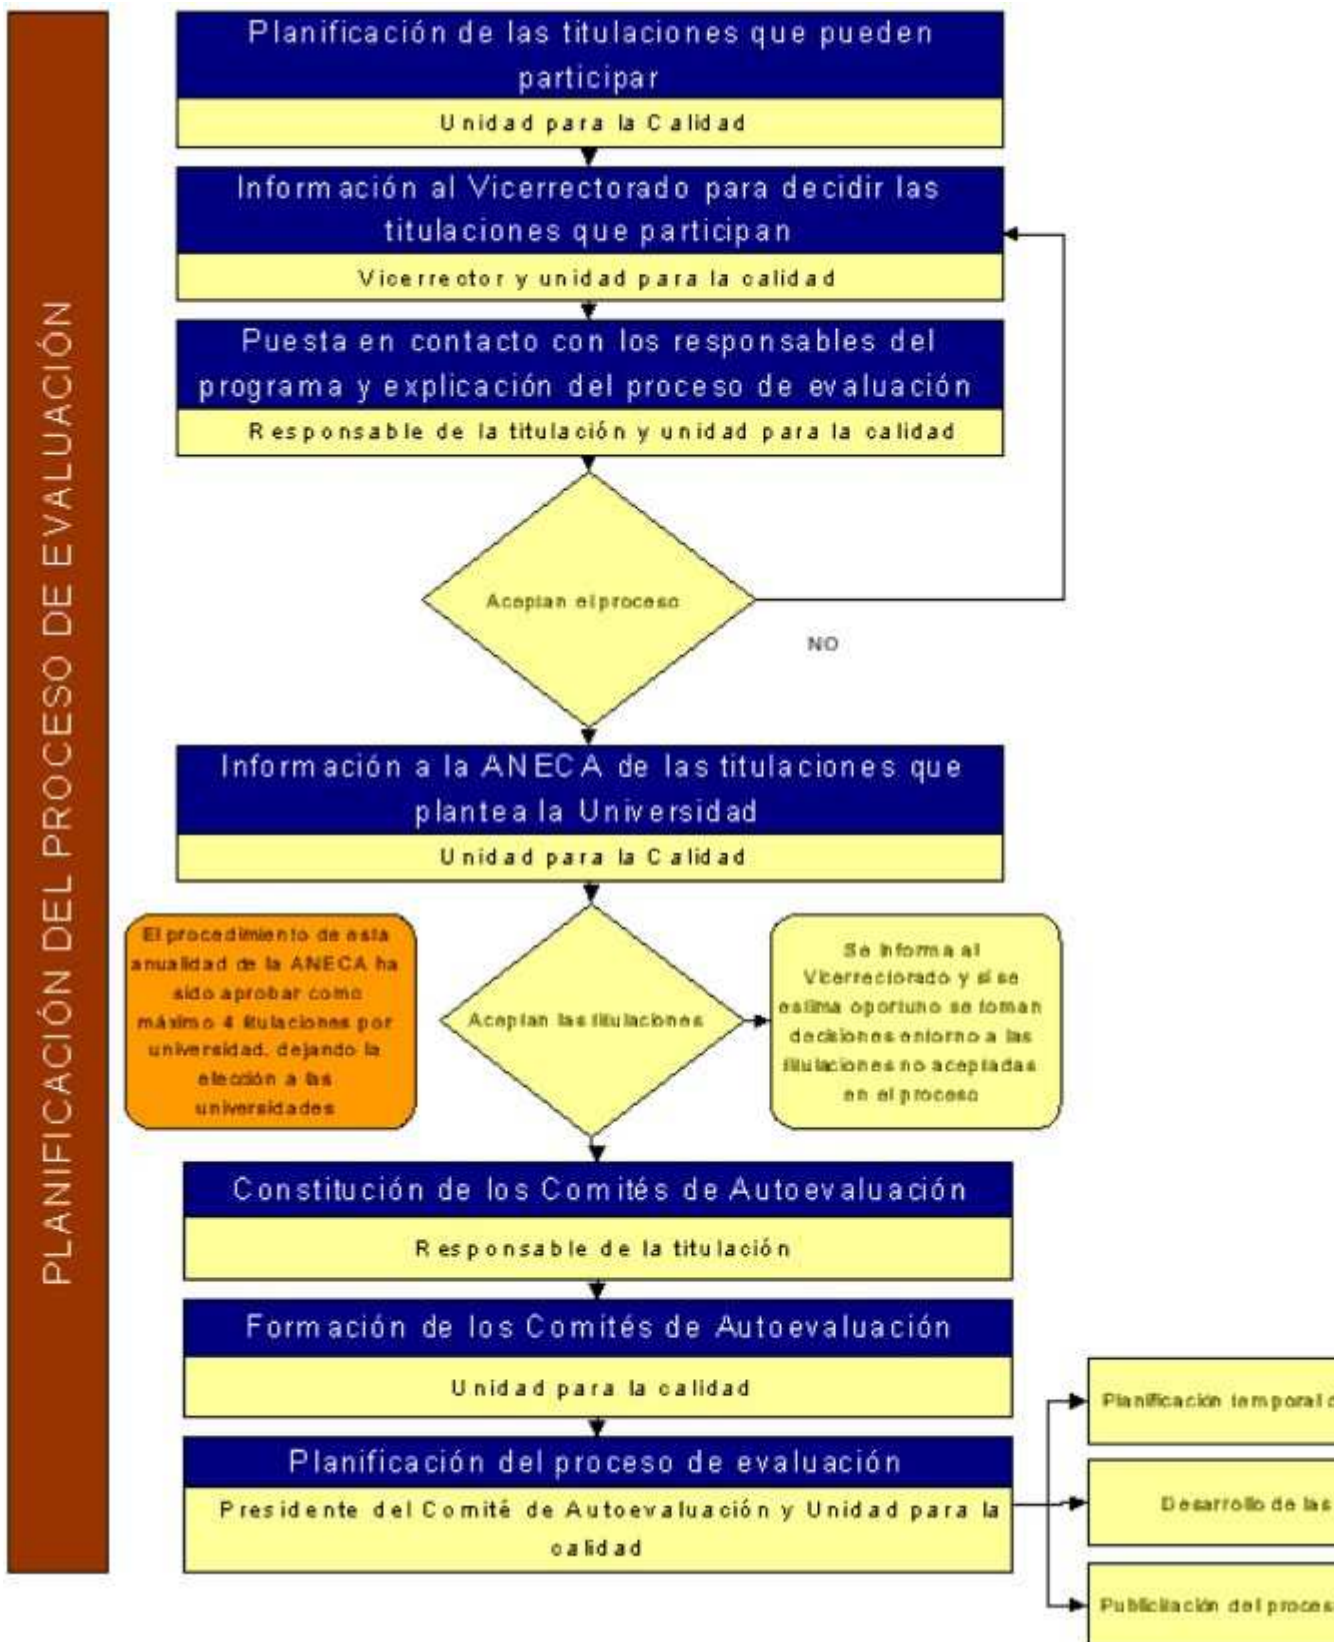 PLANIFICACIÓN DEL PROCESO DE EVALUACIÓN
Planificación de las titulaciones que pueden
participar
Unidad para la Calidad
Información al Vicerrectorado para decidir las
titulaciones que participan
Vicerrector y unidad para la calidad
Puesta en contacto con los responsables del
programa y explicación del proceso de evaluación
Responsable de la titulación y unidad para la calidad
Aceptan el proceso
NO
Información a la ANECA de las titulaciones que
plantea la Universidad
Unidad para la Calidad
El procedimiento de esta
anualidad de la ANECA ha
sido aprobar como
máximo 4 titulaciones por
universidad, dejando la
elección a las
universidades
Aceptan las titulaciones
Se informa al
Vicerrectorado y si se
estima oportuno se toman
decisiones entorno a las
titulaciones no aceptadas
en el proceso
Constitución de los Comités de Autoevaluación
Responsable de la titulación
Formación de los Comités de Autoevaluación
Unidad para la calidad
Planificación del proceso de evaluación
Presidente del Comité de Autoevaluación y Unidad para la
calidad
Planificación temporal
Desarrollo de las
Publicitación del proces